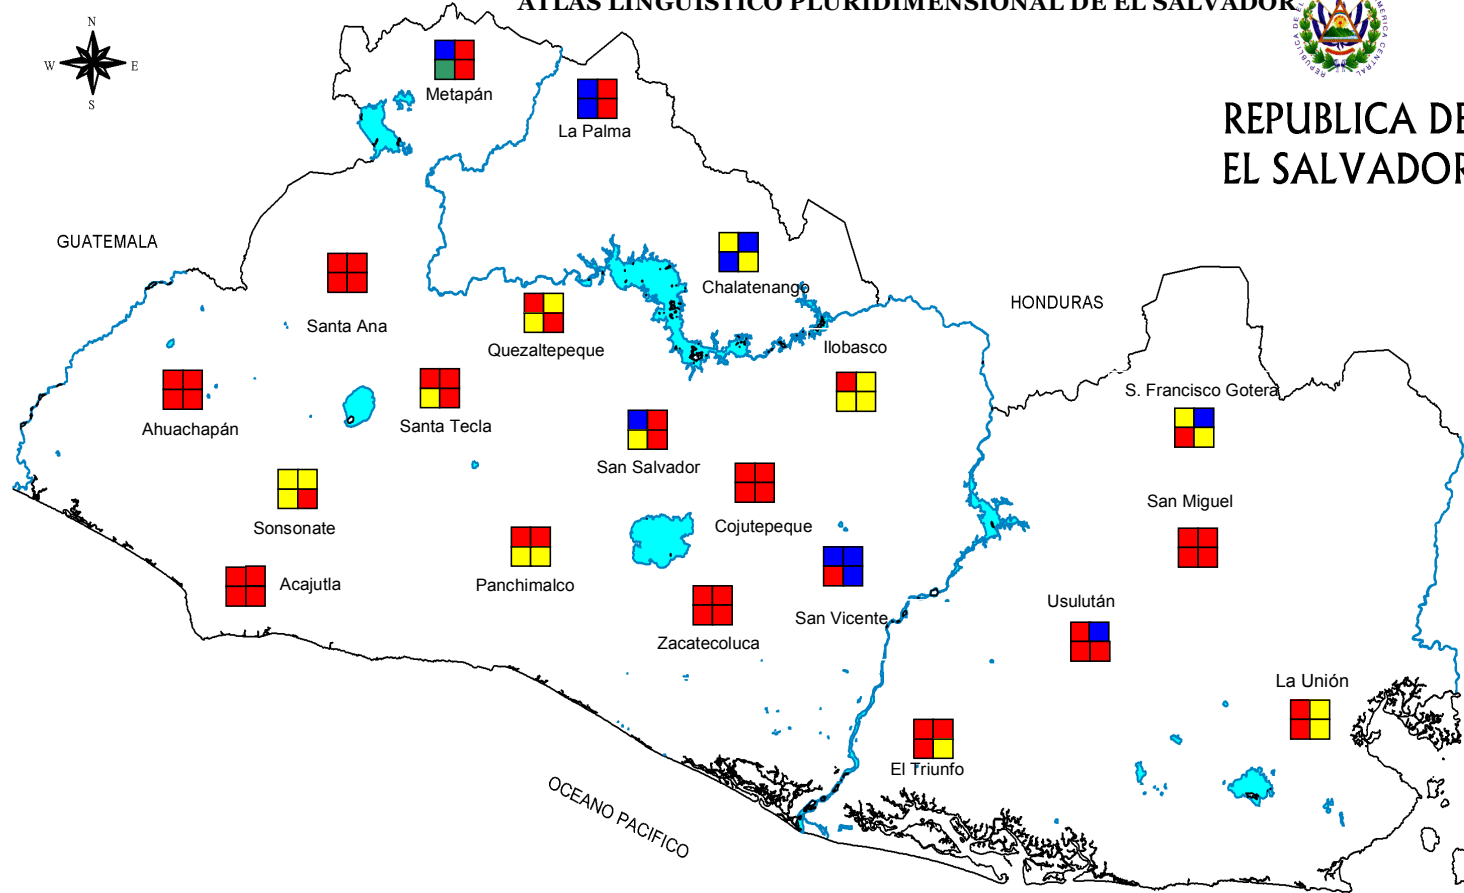 ATLAS LINGÜÍSTICO PLURIDIMENSIONAL DE EL SALVADOR
REPUBLICA DE
EL SALVADOR
N
W
E
S
Metapán
La Palma
GUATEMALA
Chalatenango
HONDURAS
Santa Ana
Quezaltepeque
Ilobasco
S. Francisco Gotera
Ahuachapán
Santa Tecla
San Salvador
San Miguel
Sonsonate
Cojutepeque
Acajutla
Panchimalco
Usulután
San Vicente
Zacatecoluca
La Unión
El Triunfo
OCEANO PACIFICO